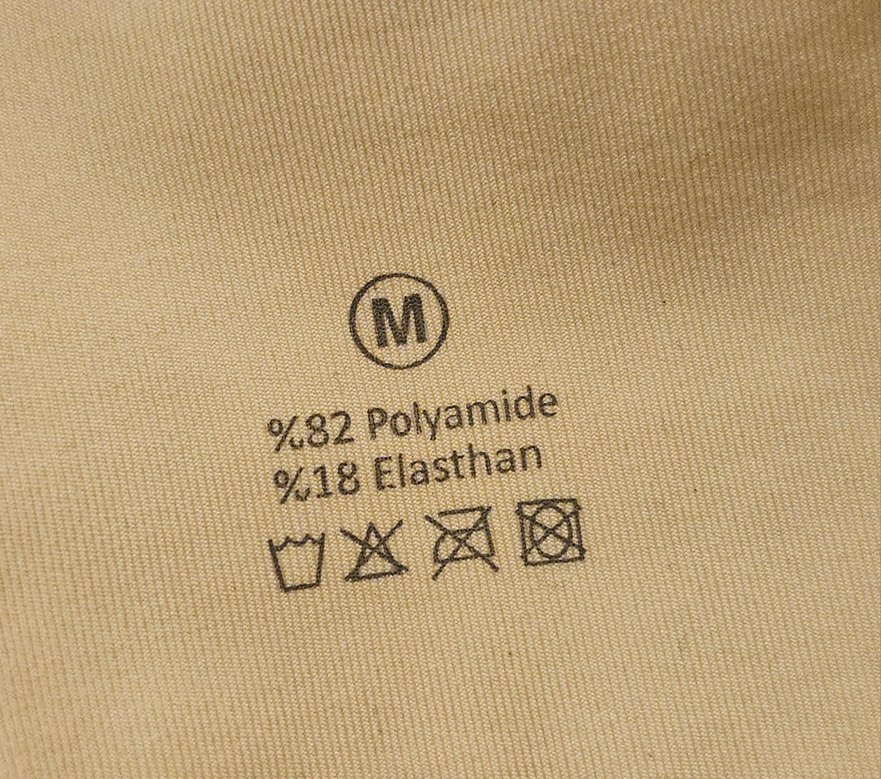 M
%82 Polyamide
%18 Elasthan